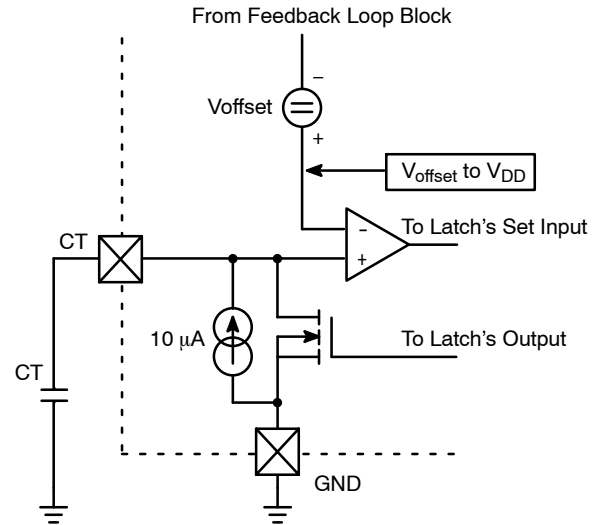 From Feedback Loop Block
Voffset
−
+
Voffset to VDD
CT
-
+
To Latch's Set Input
10 μA
To Latch's Output
CT
GND